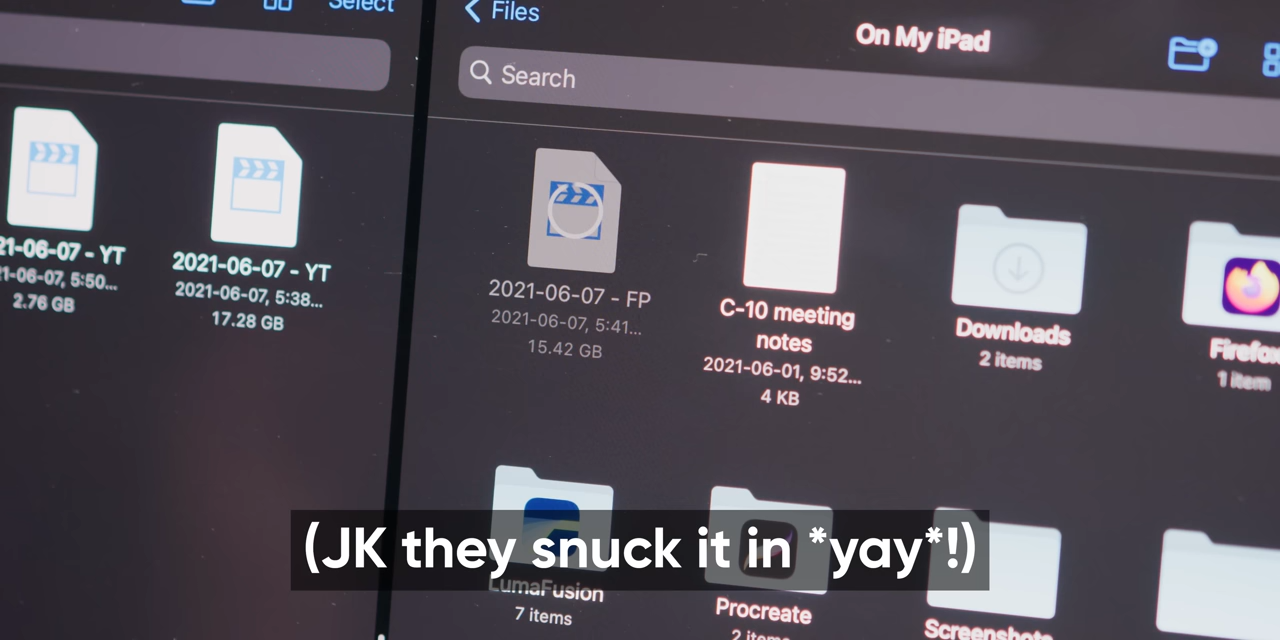 Select
Files
On My iPad
Search
21-06-07 - YT
1-06-07, 5:50...
2.76 GB
2021-06-07 - YT
2021-06-07, 5:38...
17.28 GB
2021-06-07 - FP
2021-06-07, 5:41...
15.42 GB
C-10 meeting
notes
2021-06-01, 9:52...
4 KB
Downloads
2 items
Firefox
1 item
(JK they snuck it in *yay*!)
LumaFusion
7 items
Procreate
2 items
Screenshots